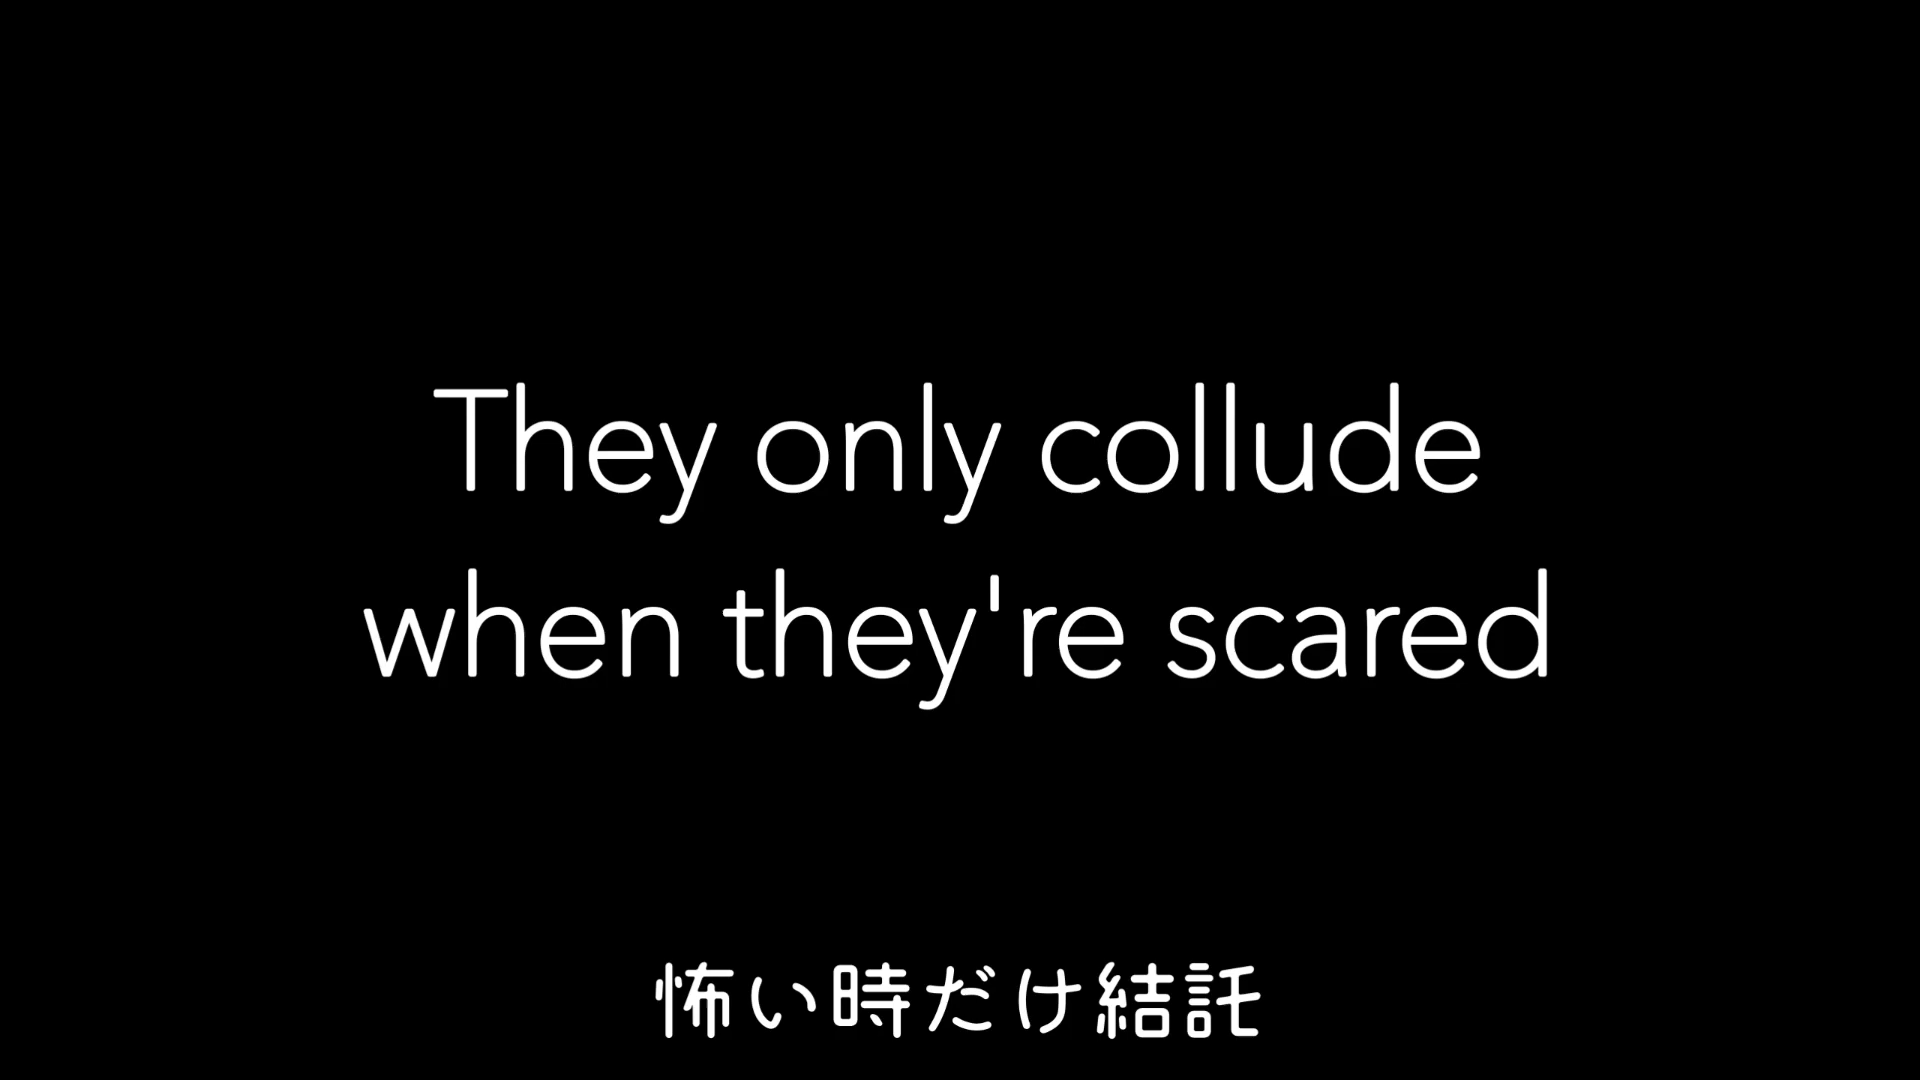 They only collude
when they're scared
怖い時だけ結託